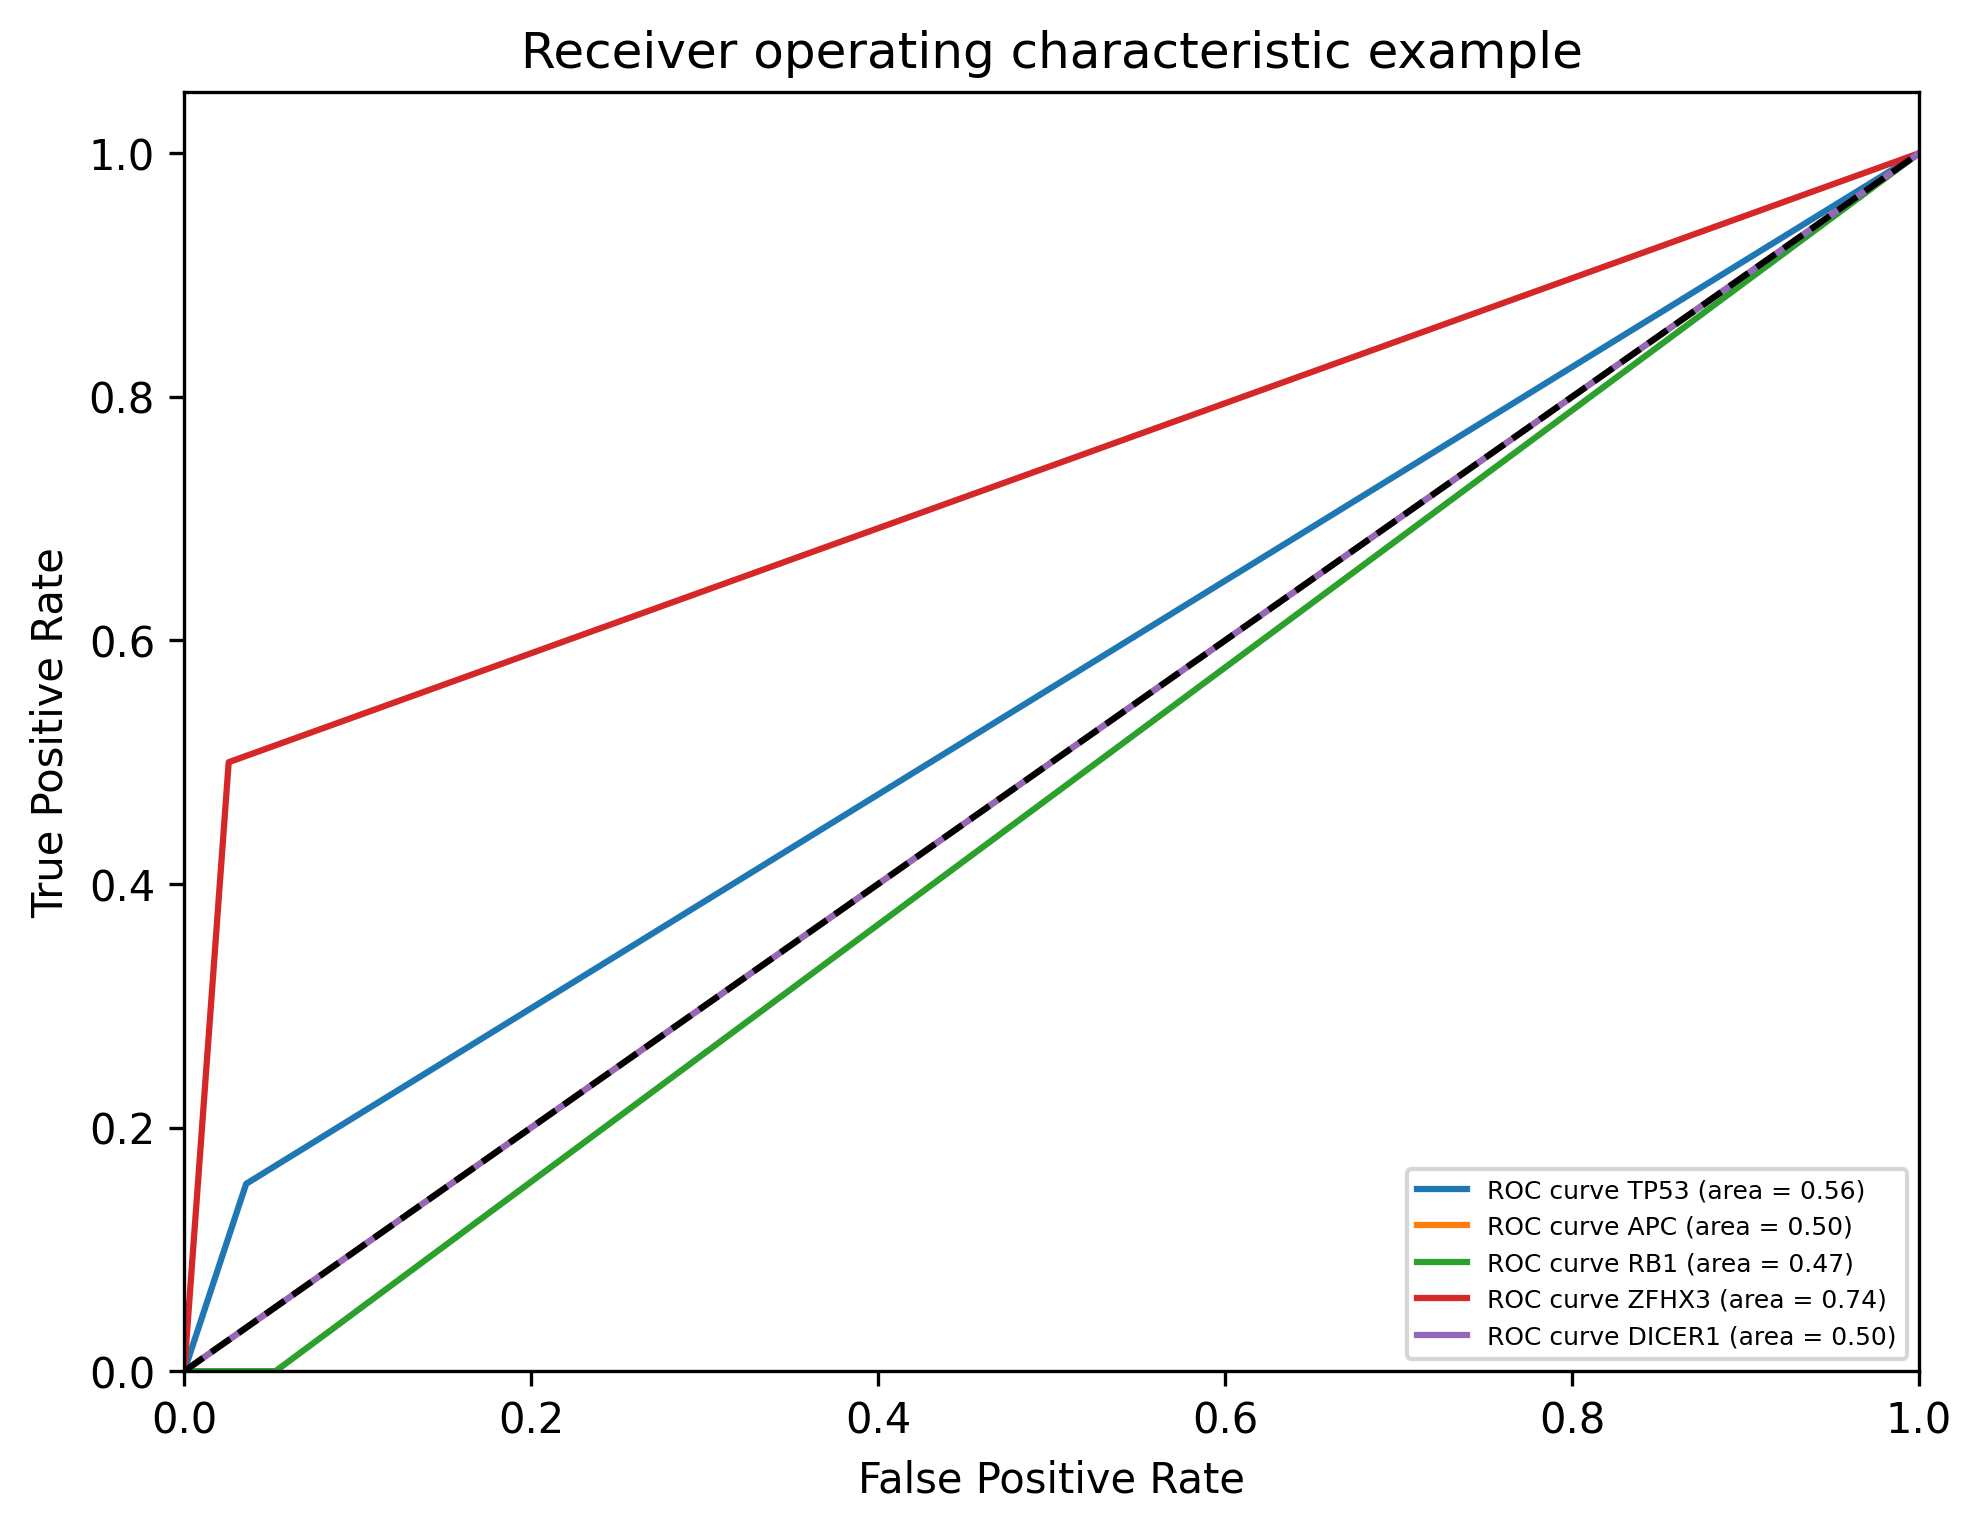 Receiver operating characteristic example
True Positive Rate
1.0
0.8
0.6
0.4
0.2
0.0
ROC curve TP53 (area = 0.56)
ROC curve APC (area = 0.50)
ROC curve RB1 (area = 0.47)
ROC curve ZFHX3 (area = 0.74)
ROC curve DICER1 (area = 0.50)
0.0 0.2 0.4 0.6 0.8 1.0
False Positive Rate